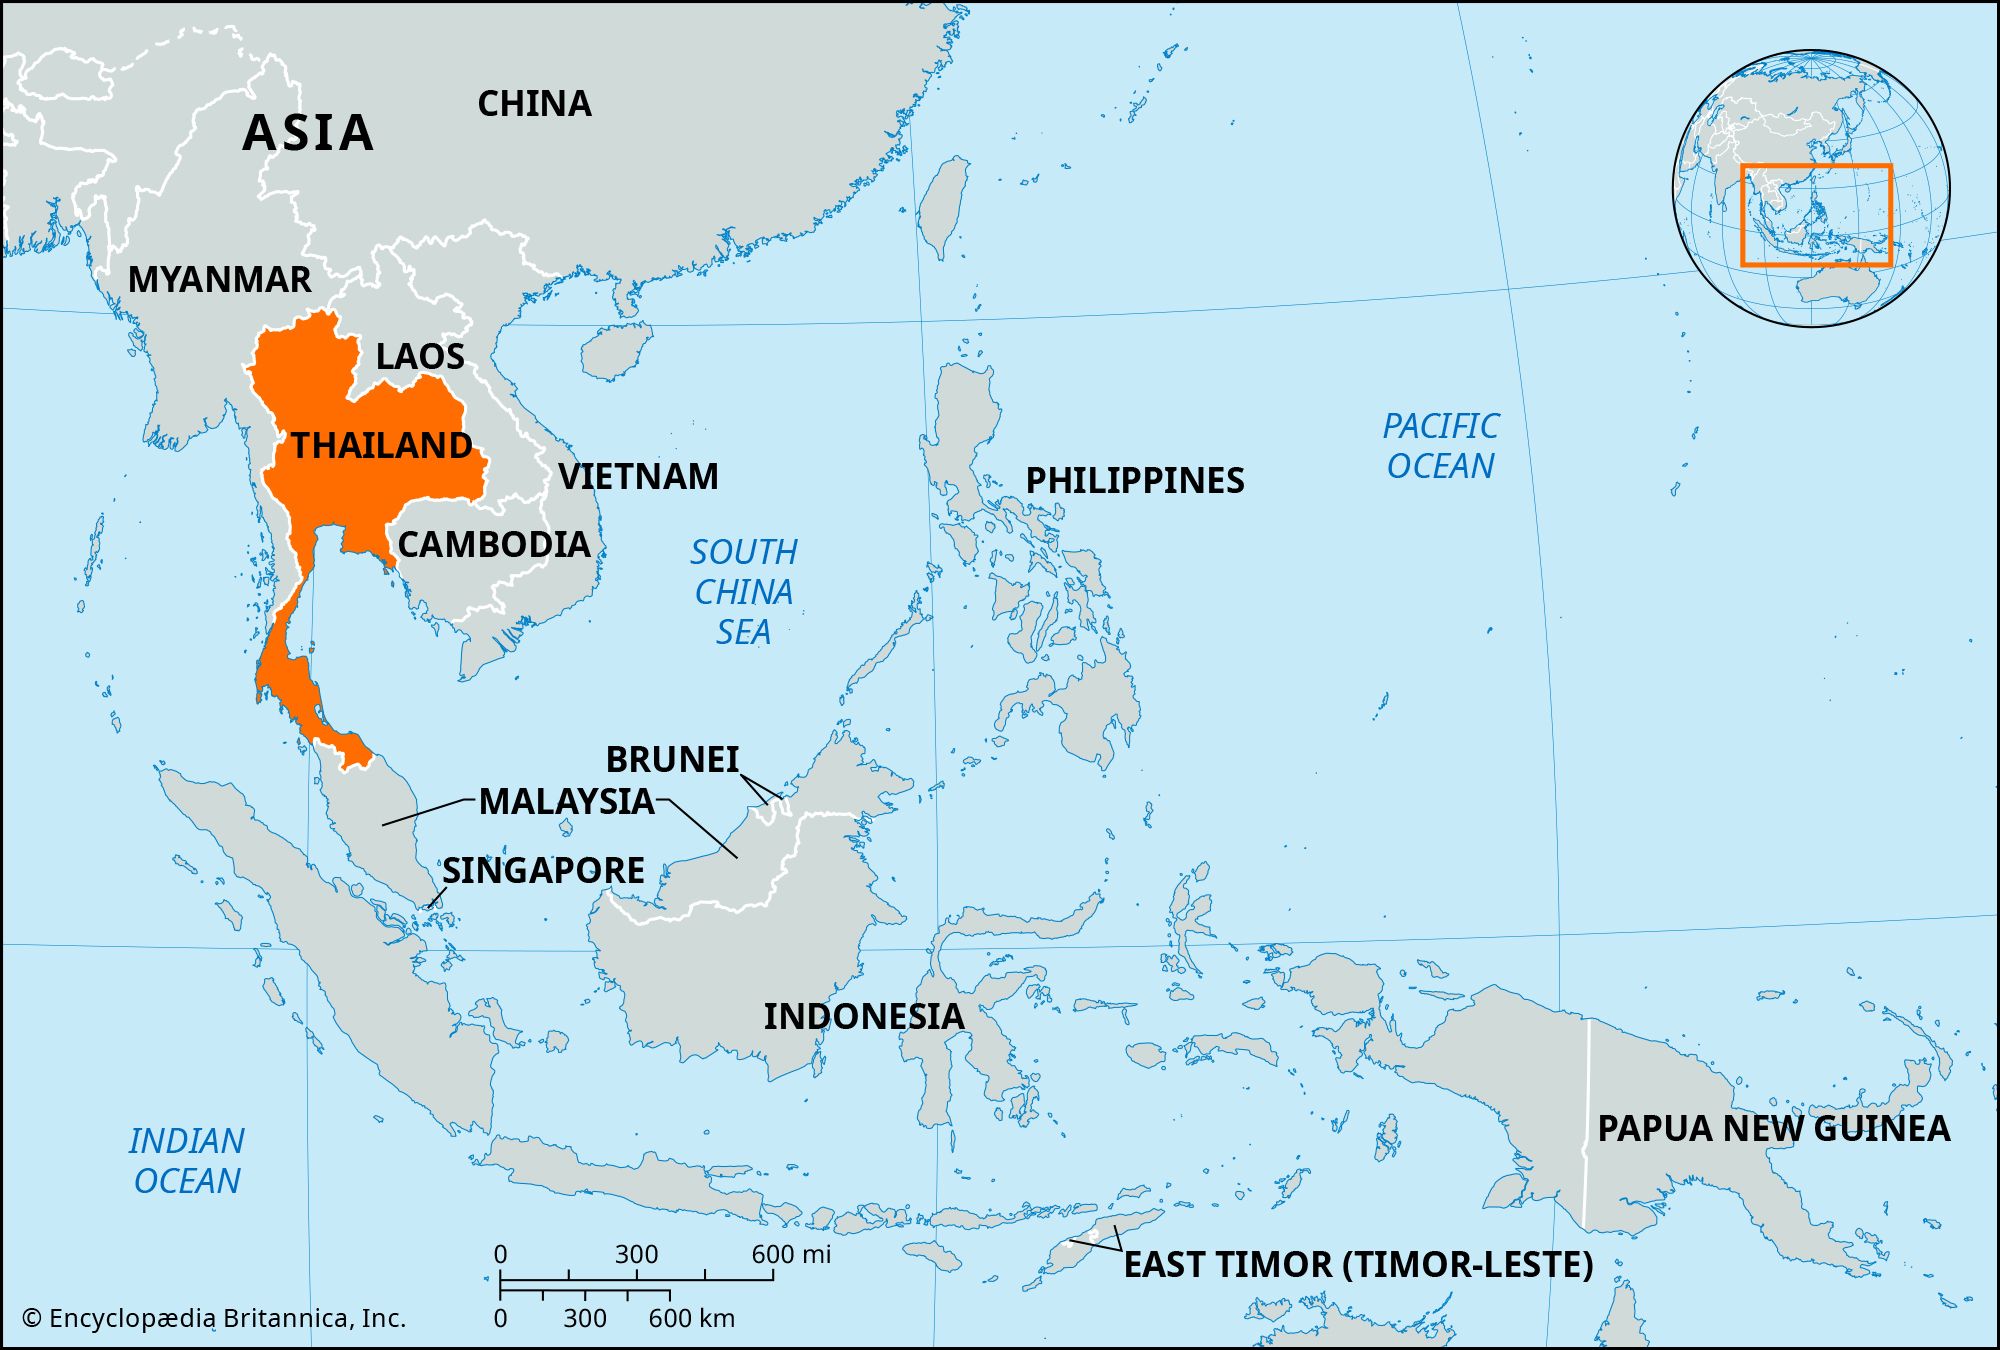 CHINA
ASIA
MYANMAR
LAOS
THAILAND
VIETNAM
CAMBODIA
PHILIPPINES
PACIFIC
OCEAN
SOUTH
CHINA
SEA
BRUNEI
MALAYSIA
SINGAPORE
INDONESIA
PAPUA NEW GUINEA
INDIAN
OCEAN
EAST TIMOR (TIMOR-LESTE)
0 300 600 mi
0 300 600 km
© Encyclopædia Britannica, Inc.